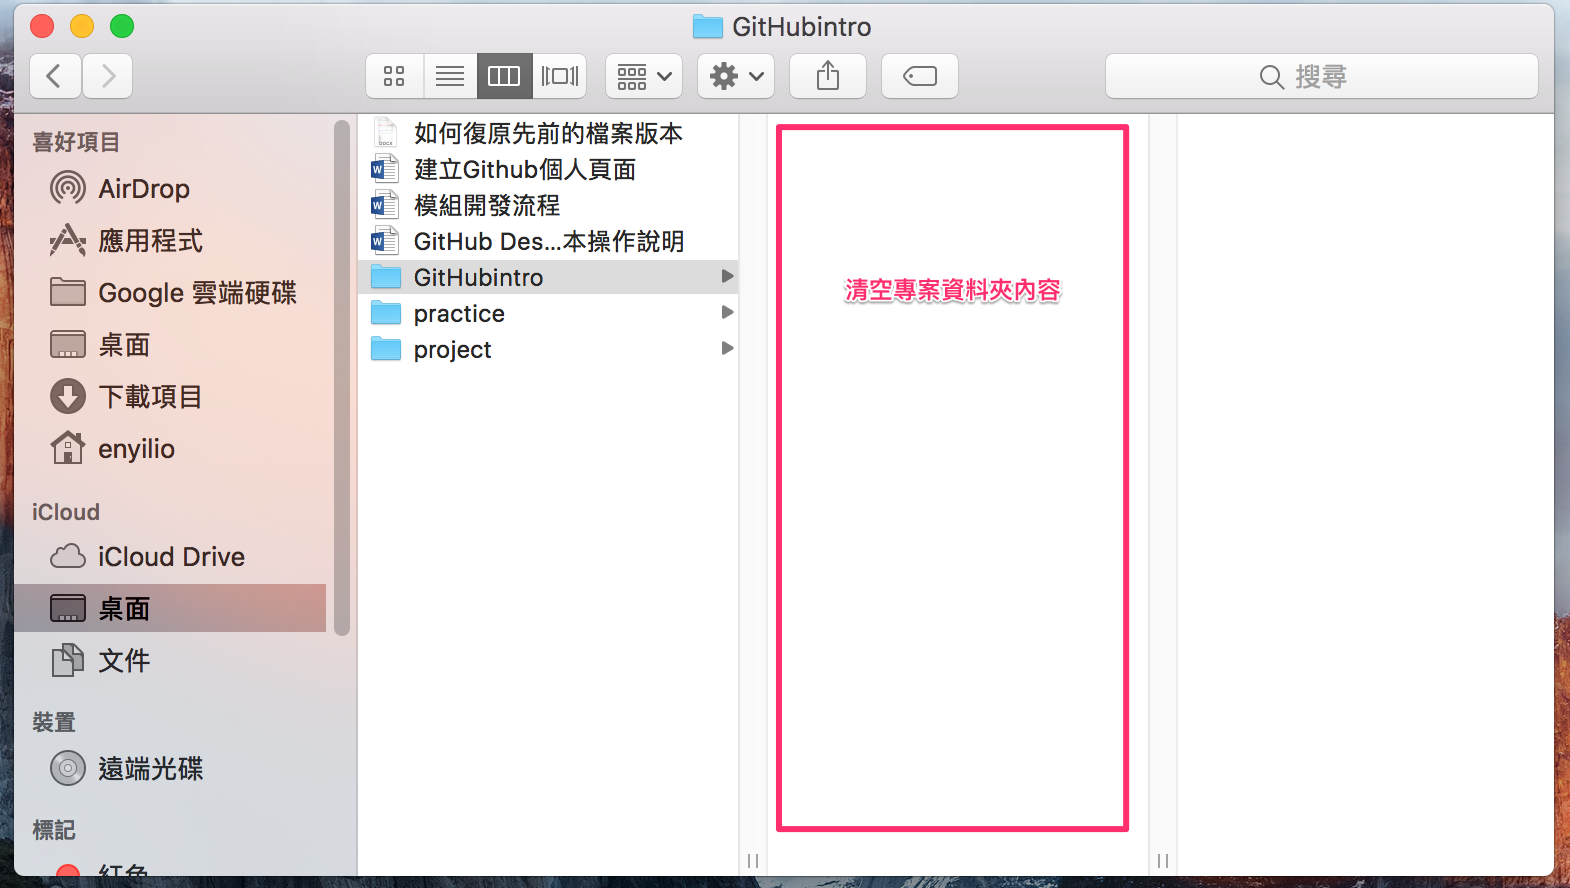 GitHubintro
搜尋
喜好項目
AirDrop
應用程式
Google 雲端硬碟
桌面
下載項目
enyilio
iCloud
iCloud Drive
桌面
文件
裝置
遠端光碟
標記
紅色
如何復原先前的檔案版本
建立Github個人頁面
模組開發流程
GitHub Des...本操作說明
GitHubintro
practice
project
清空專案資料夾內容